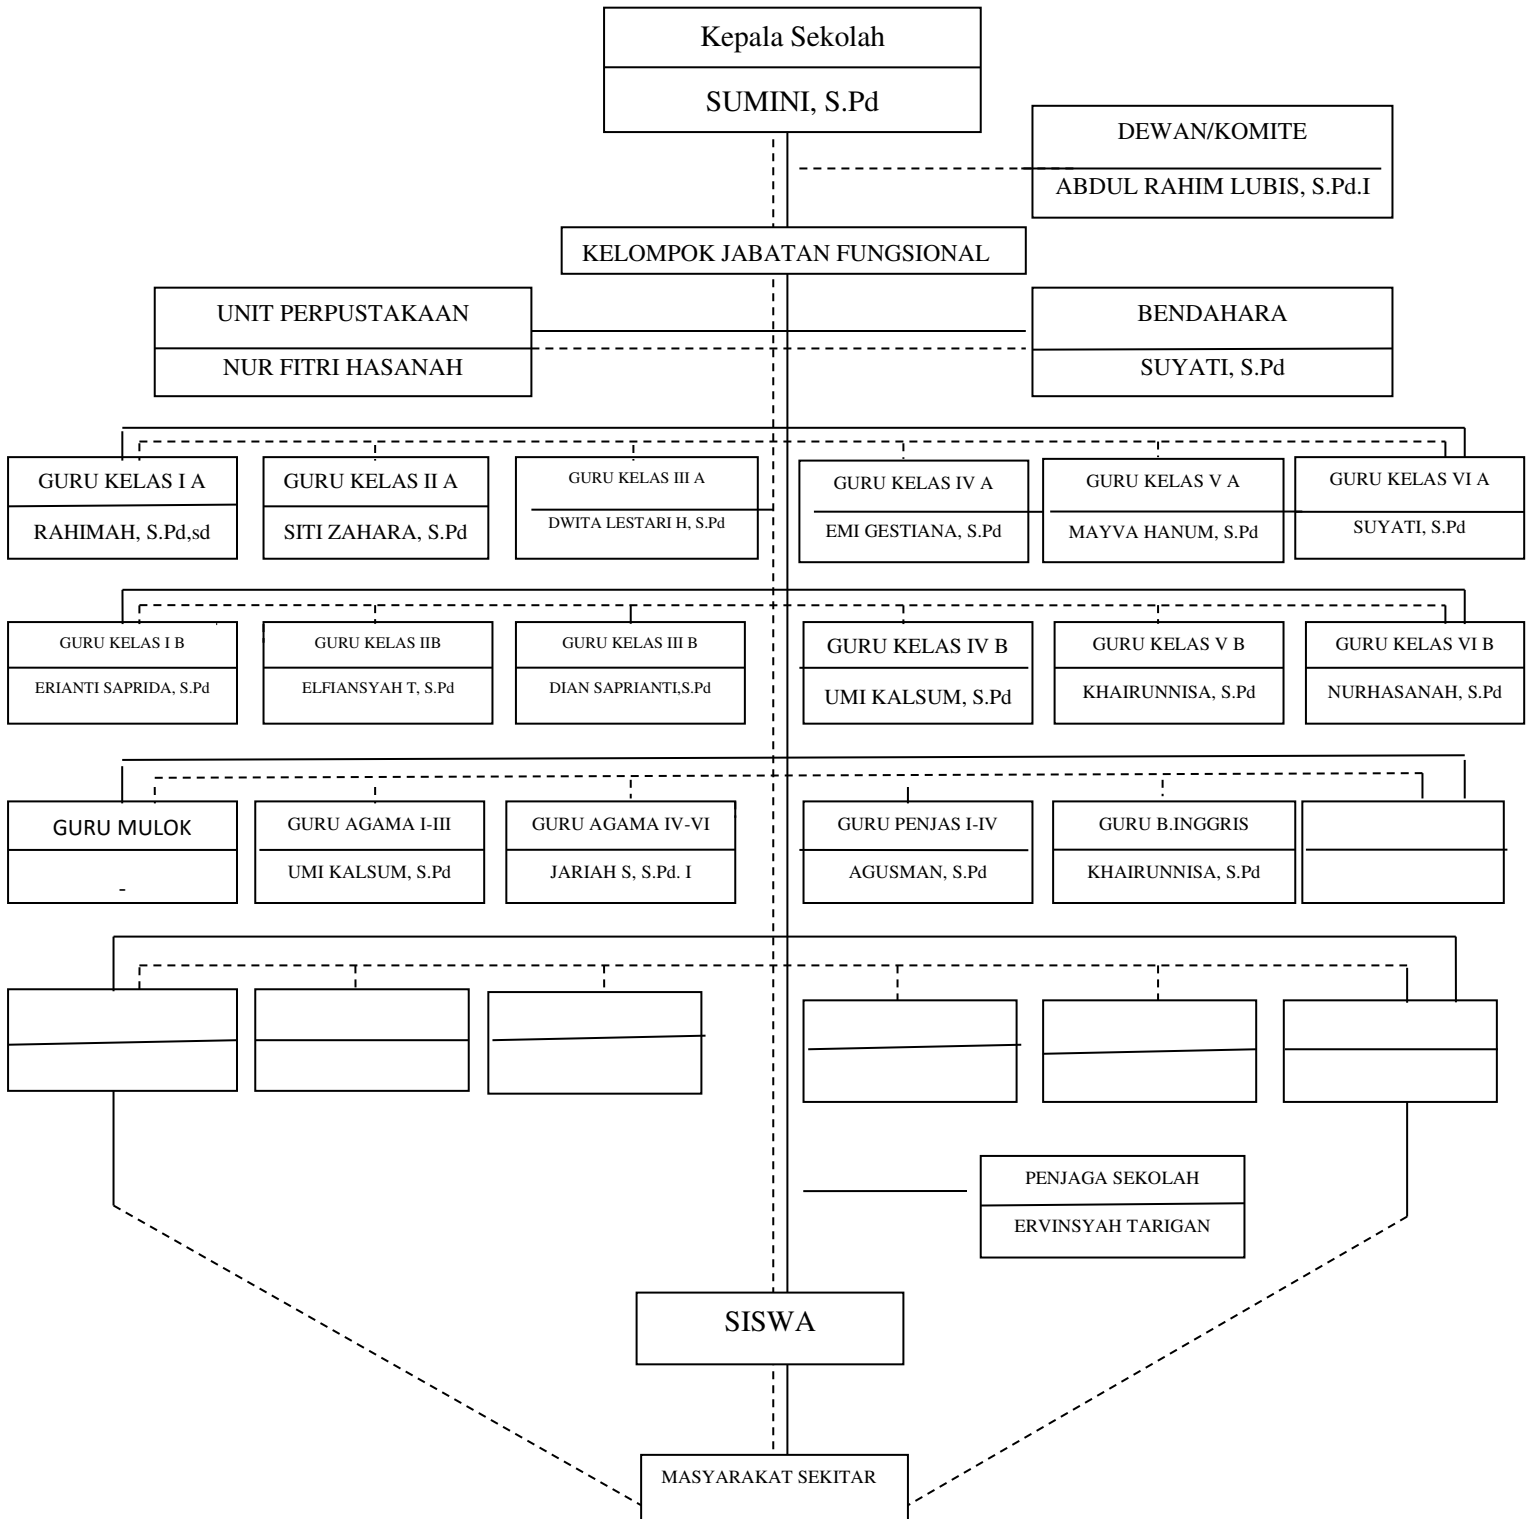 Kepala Sekolah
SUMINI, S.Pd
DEWAN/KOMITE
ABDUL RAHIM LUBIS, S.Pd.I
KELOMPOK JABATAN FUNGSIONAL
UNIT PERPUSTAKAAN
NUR FITRI HASANAH
BENDAHARA
SUYATI, S.Pd
GURU KELAS I A
RAHIMAH, S.Pd,sd
GURU KELAS II A
SITI ZAHARA, S.Pd
GURU KELAS III A
DWITA LESTARI H, S.Pd
GURU KELAS IV A
EMI GESTIANA, S.Pd
GURU KELAS V A
MAYVA HANUM, S.Pd
GURU KELAS VI A
SUYATI, S.Pd
GURU KELAS I B
ERIANTI SAPRIDA, S.Pd
GURU KELAS IIB
ELFIANSYAH T, S.Pd
GURU KELAS III B
DIAN SAPRIANTI,S.Pd
GURU KELAS IV B
UMI KALSUM, S.Pd
GURU KELAS V B
KHAIRUNNISA, S.Pd
GURU KELAS VI B
NURHASANAH, S.Pd
GURU MULOK
-
GURU AGAMA I-III
UMI KALSUM, S.Pd
GURU AGAMA IV-VI
JARIAH S, S.Pd. I
GURU PENJAS I-IV
AGUSMAN, S.Pd
GURU B.INGGRIS
KHAIRUNNISA, S.Pd
PENJAGA SEKOLAH
ERVINSYAH TARIGAN
SISWA
MASYARAKAT SEKITAR